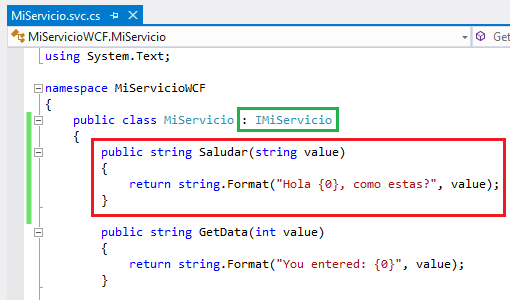 MiServicio.svc.cs
MiServicioWCF.MiServicio Get
using System.Text;
namespace MiServicioWCF
{
public class MiServicio : IMiServicio
{
public string Saludar(string value)
{
return string.Format("Hola {0}, como estas?", value);
}
public string GetData(int value)
{
return string.Format("You entered: {0}", value);
}